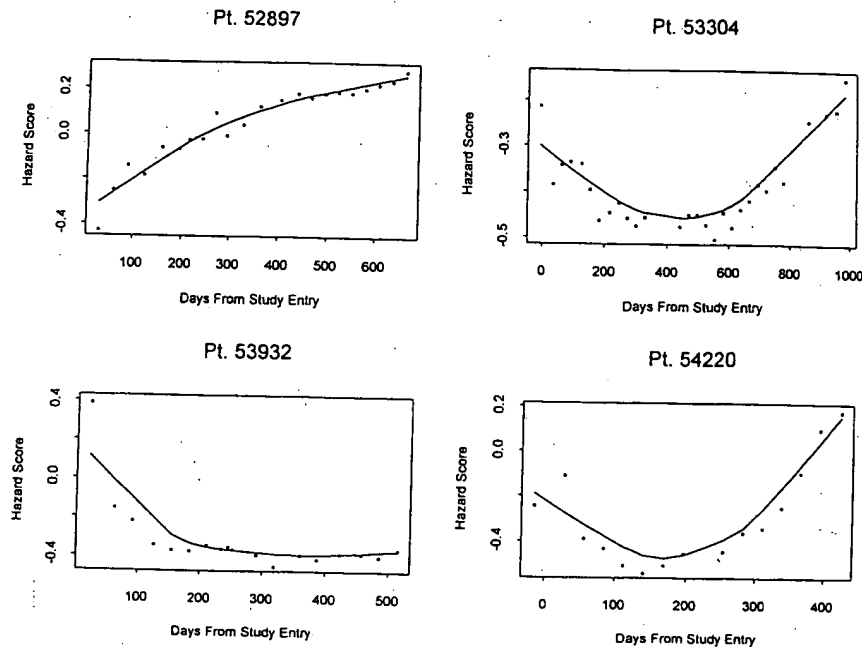 Pt. 52897
Hazard Score
0.2
0.0
-0.4
100 200 300 400 500 600
Days From Study Entry
Pt. 53304
Hazard Score
-0.3
-0.5
0 200 400 600 800 1000
Days From Study Entry
Pt. 53932
Hazard Score
0.4
0.0
-0.4
100 200 300 400 500
Days From Study Entry
Pt. 54220
Hazard Score
0.2
0.0
-0.4
0 100 200 300 400
Days From Study Entry